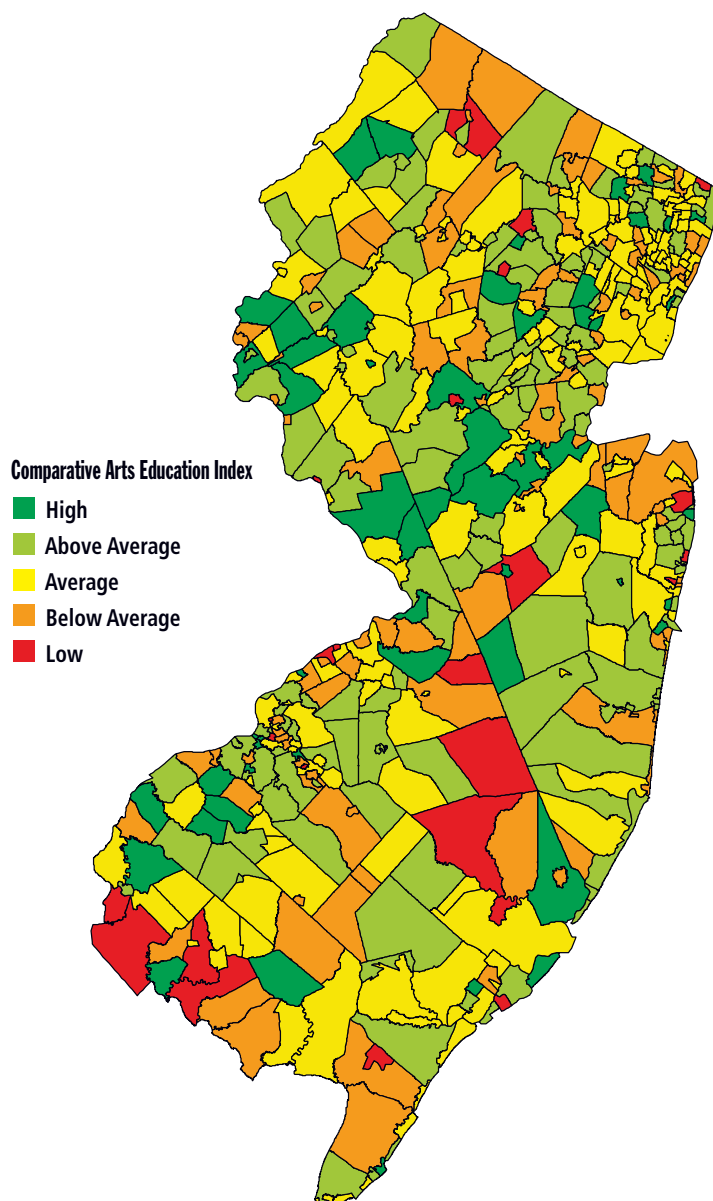 Comparative Arts Education Index
High
Above Average
Average
Below Average
Low